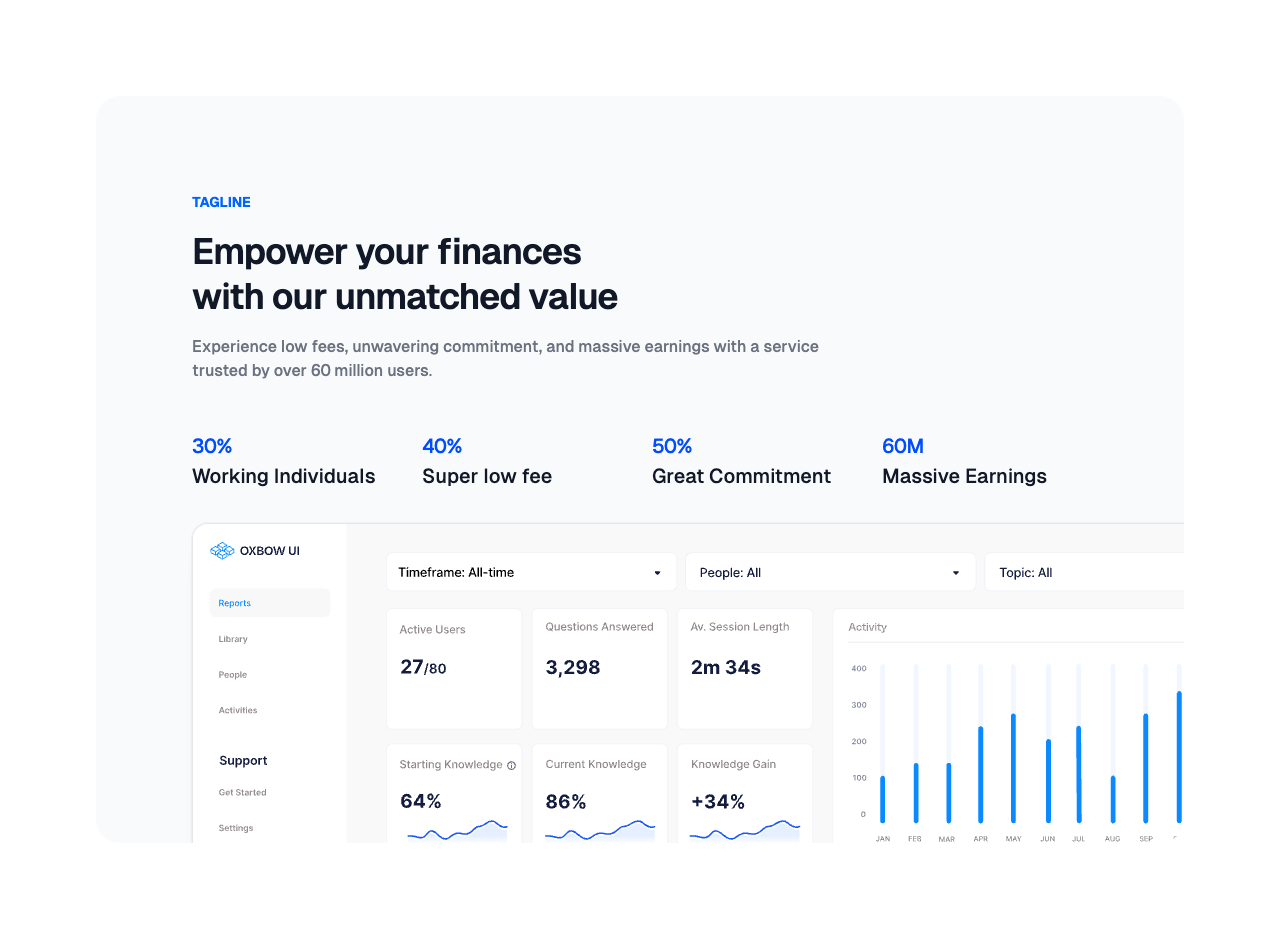 TAGLINE
Empower your finances
with our unmatched value
Experience low fees, unwavering commitment, and massive earnings with a service
trusted by over 60 million users.
30%
Working Individuals
40%
Super low fee
50%
Great Commitment
60M
Massive Earnings
OXBOW UI
Reports
Library
People
Activities
Support
Get Started
Settings
Timeframe: All-time
People: All
Topic: All
Active Users
27/80
Questions Answered
3,298
Av. Session Length
2m 34s
Starting Knowledge
64%
Current Knowledge
86%
Knowledge Gain
+34%
Activity
400
300
200
100
0
JAN FEB MAR APR MAY JUN JUL AUG SEP